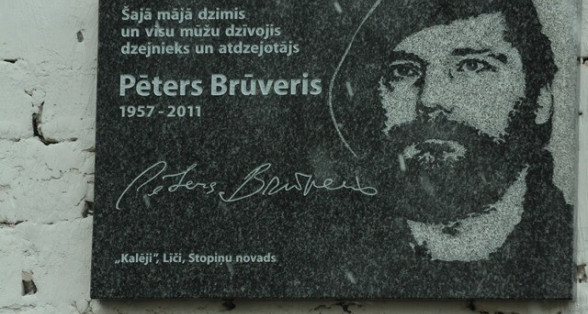 Šajā mājā dzimis
un visu mūžu dzīvojis
dzejnieks un atdzejotājs
Pēters Brūveris
1957 - 2011
Pēters Brūveris
„Kalēji”, Līči, Stopiņu novads